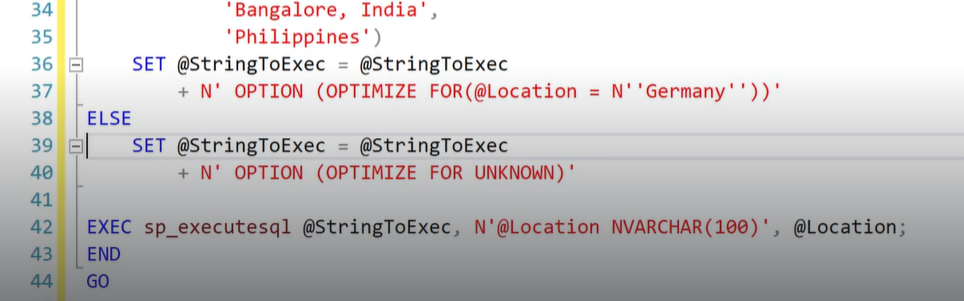 34 'Bangalore, India',
35 'Philippines')
36 SET @StringToExec = @StringToExec
37 + N' OPTION (OPTIMIZE FOR(@Location = N''Germany''))'
38 ELSE
39 SET @StringToExec = @StringToExec
40 + N' OPTION (OPTIMIZE FOR UNKNOWN)'
41
42 EXEC sp_executesql @StringToExec, N'@Location NVARCHAR(100)', @Location;
43 END
44 GO